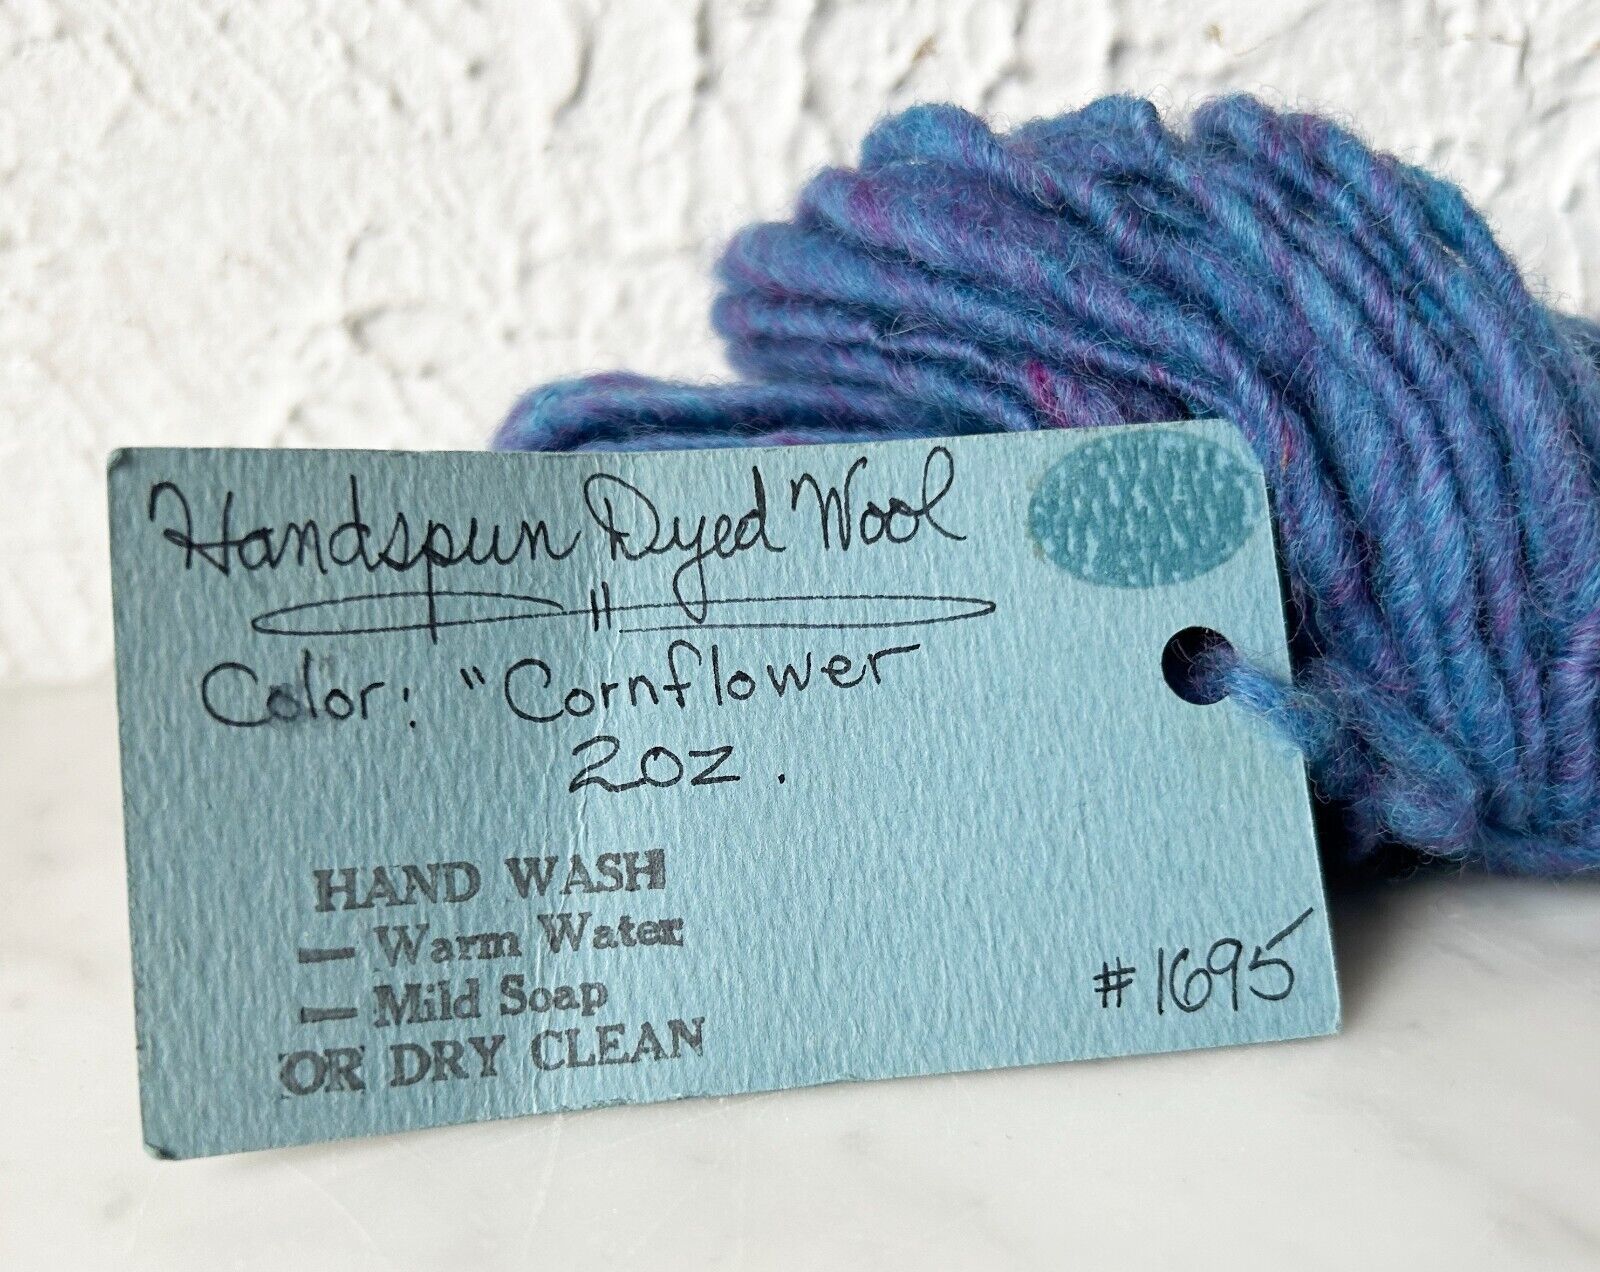 Handspun Dyed Wool
"
Color: "Cornflower
2oz.
HAND WASH
— Warm Water
— Mild Soap
OR DRY CLEAN
#1695